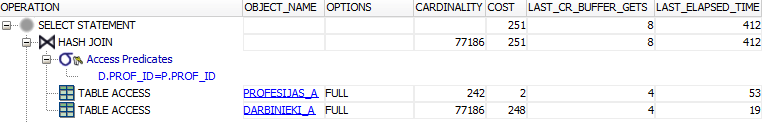 OPERATION OBJECT_NAME OPTIONS CARDINALITY COST LAST_CR_BUFFER_GETS LAST_ELAPSED_TIME
SELECT STATEMENT 251 8 412
HASH JOIN 77186 251 8 412
Access Predicates
D.PROF_ID=P.PROF_ID
TABLE ACCESS PROFESIJAS_A FULL 242 2 4 53
TABLE ACCESS DARBINIEKI_A FULL 77186 248 4 19